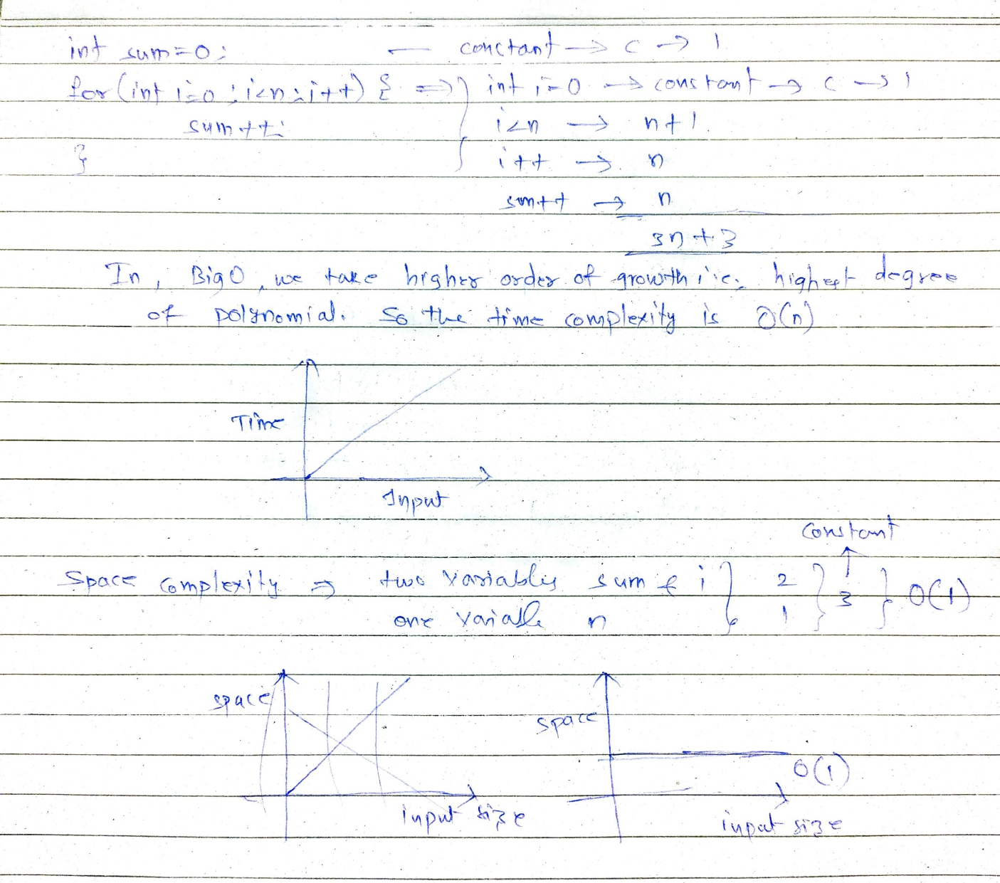 int sum=0; — constant → c → 1
for(int i=0;i<n;i++) { ⇒ } int i=0 → constant → c → 1
sum++; i<n → n+1.
} i++ → n
sm++ → n
3n+3
In, Big O, we take higher order of growth i.e, highest degree
of polynomial. So the time complexity is O(n)
Time
Input
constant
Space complexity → two variables sum & i } 2 } 3 } O(1)
one variable n 1
space
space
O(1)
input size
input size